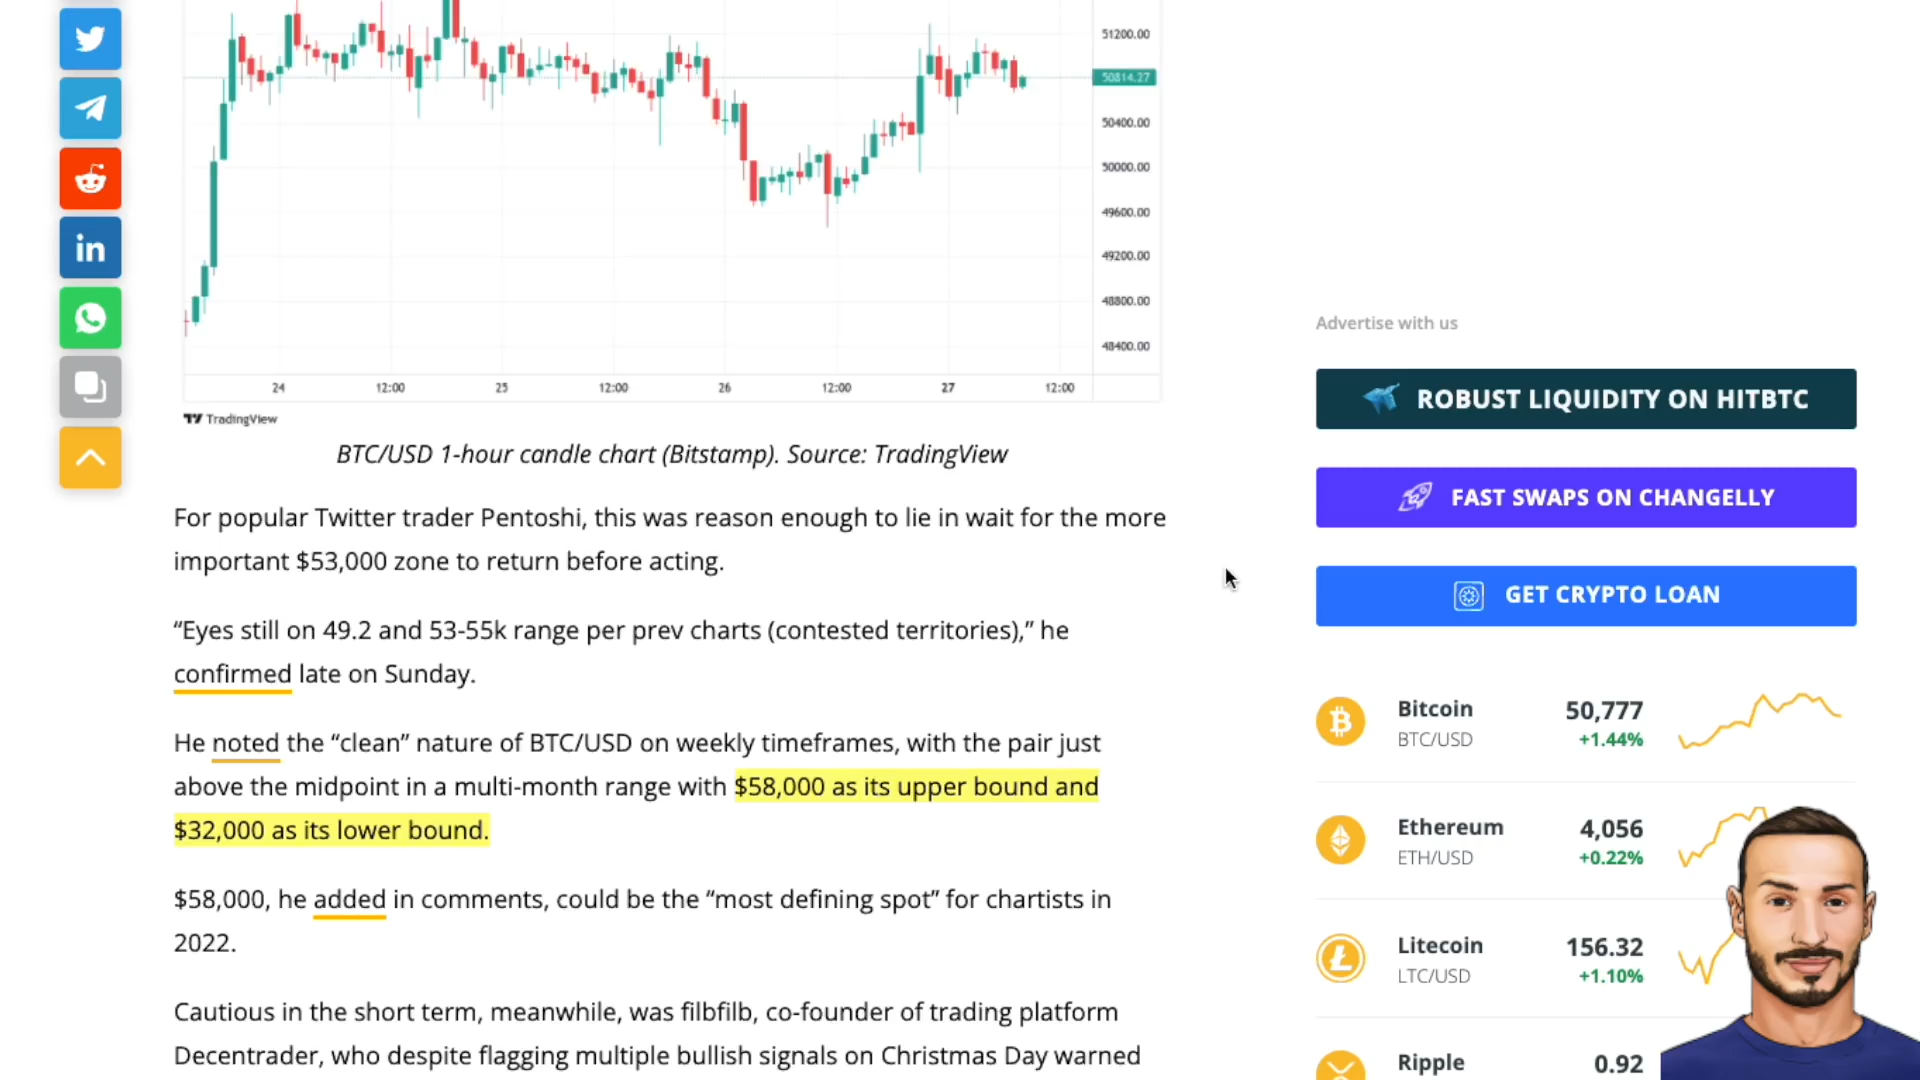 51200.00
50814.27
50400.00
50000.00
49600.00
49200.00
48800.00
48400.00
24 12:00 25 12:00 26 12:00 27 12:00
TradingView
BTC/USD 1-hour candle chart (Bitstamp). Source: TradingView
For popular Twitter trader Pentoshi, this was reason enough to lie in wait for the more
important $53,000 zone to return before acting.
“Eyes still on 49.2 and 53-55k range per prev charts (contested territories),” he
confirmed late on Sunday.
He noted the “clean” nature of BTC/USD on weekly timeframes, with the pair just
above the midpoint in a multi-month range with $58,000 as its upper bound and
$32,000 as its lower bound.
$58,000, he added in comments, could be the “most defining spot” for chartists in
2022.
Cautious in the short term, meanwhile, was filbfilb, co-founder of trading platform
Decentrader, who despite flagging multiple bullish signals on Christmas Day warned
in
Advertise with us
ROBUST LIQUIDITY ON HITBTC
FAST SWAPS ON CHANGELLY
GET CRYPTO LOAN
Bitcoin 50,777
BTC/USD +1.44%
Ethereum 4,056
ETH/USD +0.22%
Litecoin 156.32
LTC/USD +1.10%
Ripple 0.92